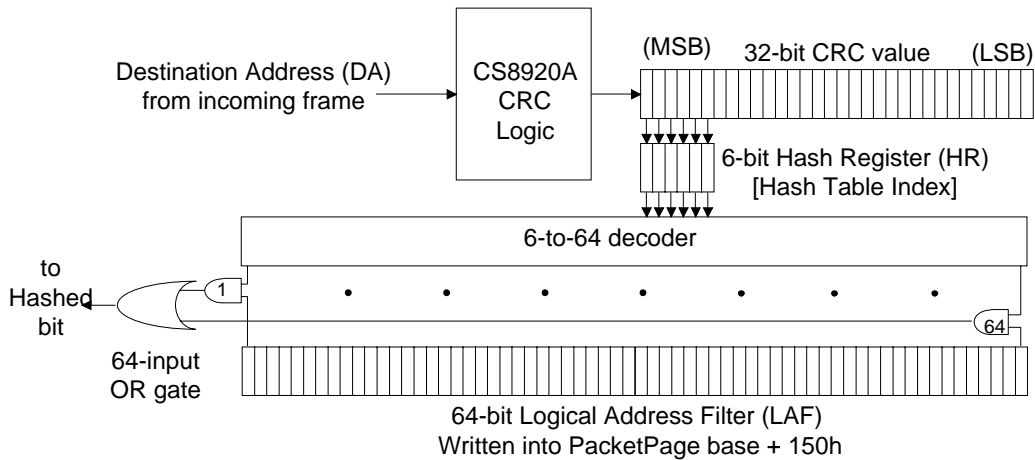 (MSB) 32-bit CRC value (LSB)
Destination Address (DA)
from incoming frame
CS8920A
CRC
Logic
6-bit Hash Register (HR)
[Hash Table Index]
6-to-64 decoder
to
Hashed
bit
1
64
64-input
OR gate
64-bit Logical Address Filter (LAF)
Written into PacketPage base + 150h